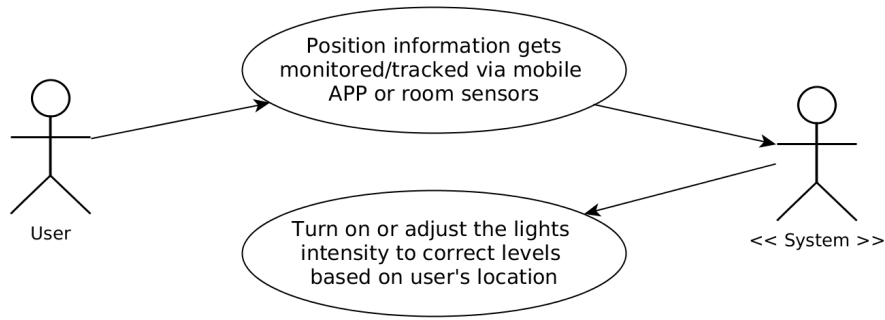 Position information gets
monitored/tracked via mobile
APP or room sensors
User
<< System >>
Turn on or adjust the lights
intensity to correct levels
based on user's location